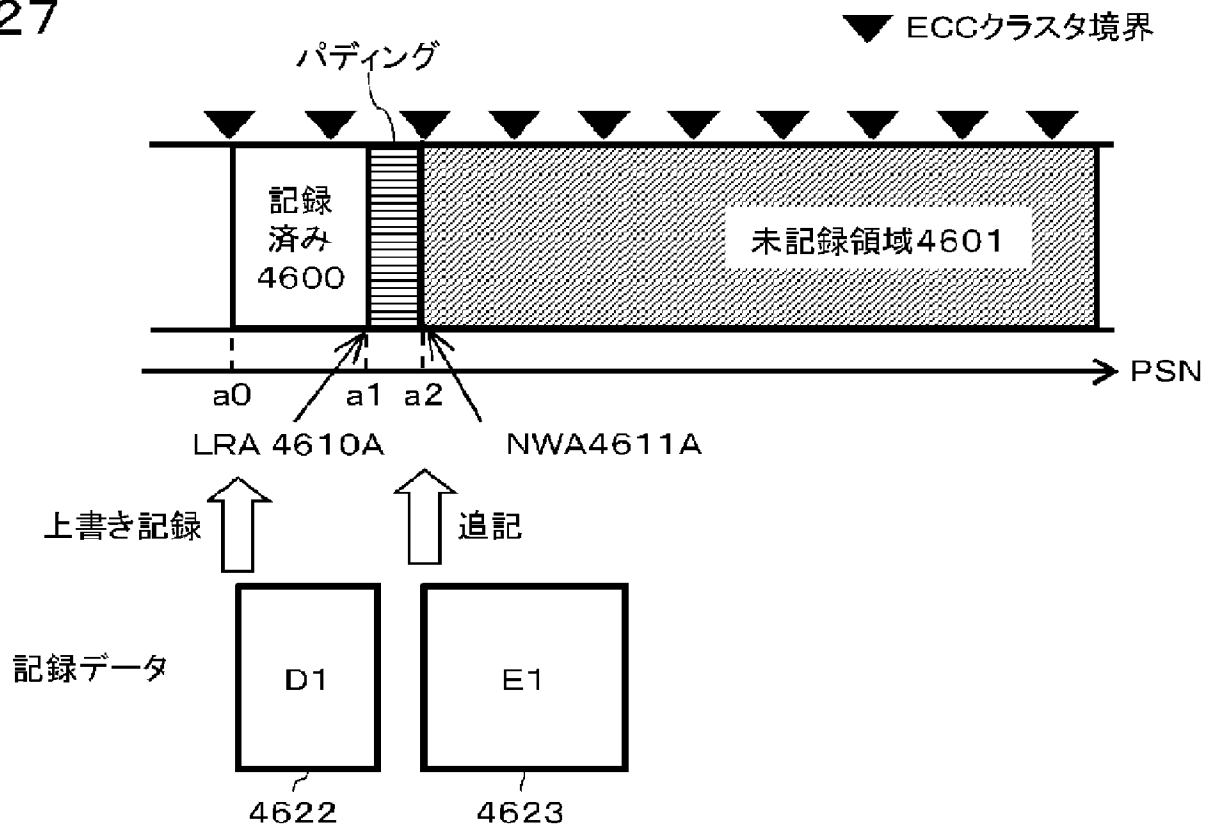 27
ECCクラスタ境界
パディング
記録
済み
4600
未記録領域4601
PSN
a0 a1 a2
LRA 4610A NWA4611A
上書き記録 追記
記録データ D1 E1
4622 4623